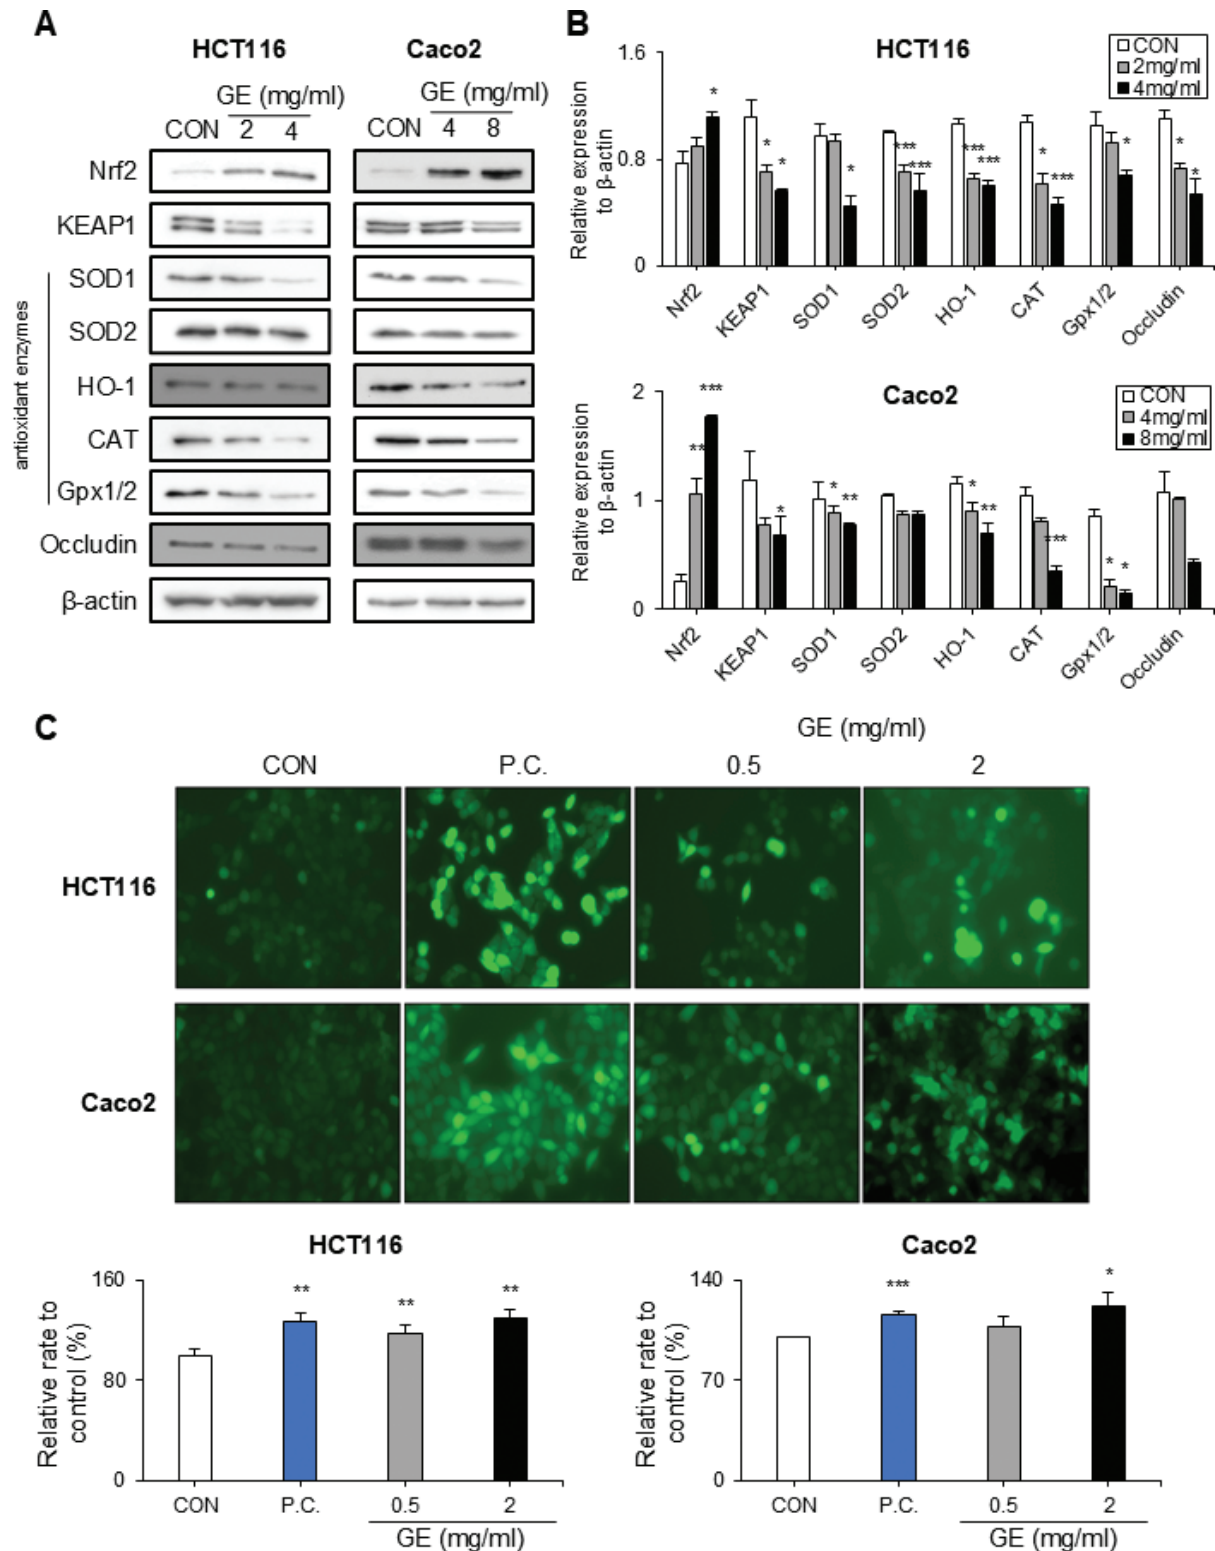 A
HCT116
Caco2
GE (mg/ml)
GE (mg/ml)
CON 2 4
CON 4 8
Nrf2
KEAP1
SOD1
SOD2
HO-1
CAT
Gpx1/2
Occludin
β-actin
antioxidant enzymes
B
HCT116
CON
2mg/ml
4mg/ml
Relative expression
to β-actin
1.6
0.8
0
* * * * *** *** *** *** * *** * * *
Nrf2 KEAP1 SOD1 SOD2 HO-1 CAT Gpx1/2 Occludin
Caco2
CON
4mg/ml
8mg/ml
Relative expression
to β-actin
2
1
0
** *** * * ** * ** *** * *
Nrf2 KEAP1 SOD1 SOD2 HO-1 CAT Gpx1/2 Occludin
C
GE (mg/ml)
CON P.C. 0.5 2
HCT116
Caco2
HCT116
Relative rate to
control (%)
160
80
0
** ** **
CON P.C. 0.5 2
GE (mg/ml)
Caco2
Relative rate to
control (%)
140
70
0
*** *
CON P.C. 0.5 2
GE (mg/ml)